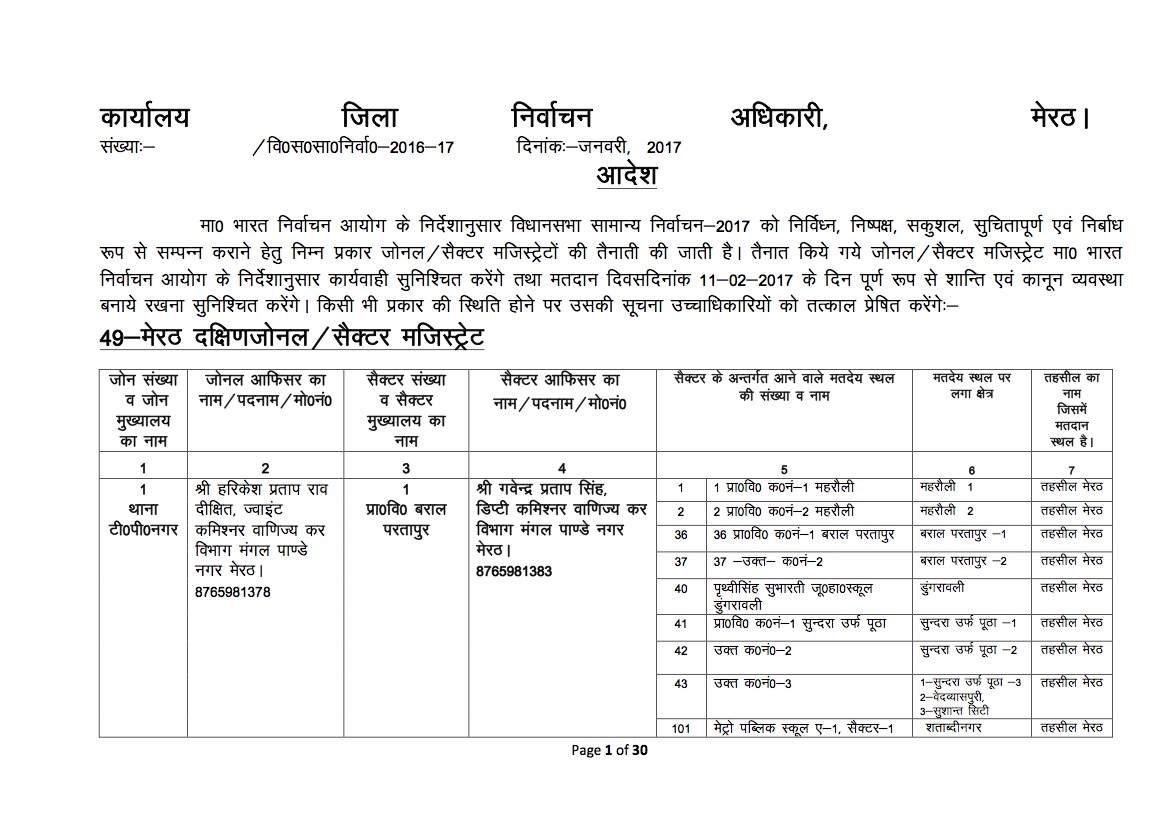 कार्यालय जिला निर्वाचन अधिकारी, मेरठ।
संख्याः– /वि0स0सा0निर्वा0–2016–17 दिनांकः–जनवरी, 2017
आदेश
मा0 भारत निर्वाचन आयोग के निर्देशानुसार विधानसभा सामान्य निर्वाचन–2017 को निर्विघ्न, निष्पक्ष, सकुशल, सुचितापूर्ण एवं निर्बाध
रूप से सम्पन्न कराने हेतु निम्न प्रकार जोनल/सैक्टर मजिस्ट्रेटों की तैनाती की जाती है। तैनात किये गये जोनल/सैक्टर मजिस्ट्रेट मा0 भारत
निर्वाचन आयोग के निर्देशानुसार कार्यवाही सुनिश्चित करेंगे तथा मतदान दिवसदिनांक 11–02–2017 के दिन पूर्ण रूप से शान्ति एवं कानून व्यवस्था
बनाये रखना सुनिश्चित करेंगे। किसी भी प्रकार की स्थिति होने पर उसकी सूचना उच्चाधिकारियों को तत्काल प्रेषित करेंगेः–
49–मेरठ दक्षिणजोनल/सैक्टर मजिस्ट्रेट
जोन संख्या
व जोन
मुख्यालय
का नाम
जोनल आफिसर का
नाम/पदनाम/मो0नं0
सैक्टर संख्या
व सैक्टर
मुख्यालय का
नाम
सैक्टर आफिसर का
नाम/पदनाम/मो0नं0
सैक्टर के अन्तर्गत आने वाले मतदेय स्थल
की संख्या व नाम
मतदेय स्थल पर
लगा क्षेत्र
तहसील का
नाम
जिसमें
मतदान
स्थल है।
1 2 3 4 5 6 7
1
थाना
टी0पी0नगर
श्री हरिकेश प्रताप राव
दीक्षित, ज्वाइंट
कमिश्नर वाणिज्य कर
विभाग मंगल पाण्डे
नगर मेरठ।
8765981378
1
प्रा0वि0 बराल
परतापुर
श्री गवेन्द्र प्रताप सिंह,
डिप्टी कमिश्नर वाणिज्य कर
विभाग मंगल पाण्डे नगर
मेरठ।
8765981383
1 1 प्रा0वि0 क0नं–1 महरौली महरौली 1 तहसील मेरठ
2 2 प्रा0वि0 क0नं–2 महरौली महरौली 2 तहसील मेरठ
36 36 प्रा0वि0 क0नं–1 बराल परतापुर बराल परतापुर –1 तहसील मेरठ
37 37 –उक्त– क0नं–2 बराल परतापुर –2 तहसील मेरठ
40 पृथ्वीसिंह सुभारती जू0हा0स्कूल
डुंगरावली
डुंगरावली तहसील मेरठ
41 प्रा0वि0 क0नं–1 सुन्दरा उर्फ पूठा सुन्दरा उर्फ पूठा –1 तहसील मेरठ
42 उक्त क0नं0–2 सुन्दरा उर्फ पूठा –2 तहसील मेरठ
43 उक्त क0नं0–3 1–सुन्दरा उर्फ पूठा –3
2–वेदव्यासपुरी,
3–सुशान्त सिटी
तहसील मेरठ
101 मेट्रो पब्लिक स्कूल ए–1, सैक्टर–1 शताब्दीनगर तहसील मेरठ
Page 1 of 30